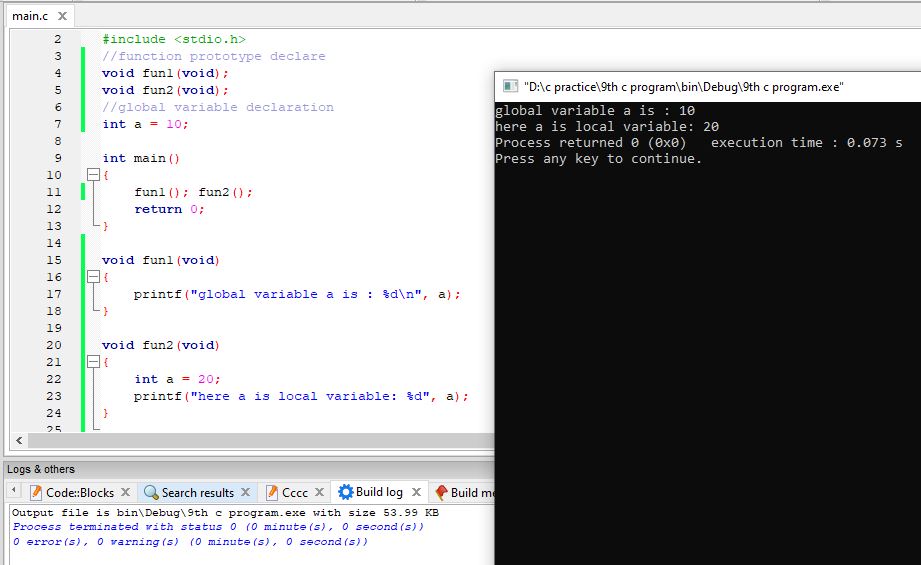 main.c X
2 #include <stdio.h>
3 //function prototype declare
4 void fun1(void);
5 void fun2(void);
6 //global variable declaration
7 int a = 10;
8
9 int main()
10 {
11 fun1(); fun2();
12 return 0;
13 }
14
15 void fun1(void)
16 {
17 printf("global variable a is : %d\n", a);
18 }
19
20 void fun2(void)
21 {
22 int a = 20;
23 printf("here a is local variable: %d", a);
24 }
25
"D:\c practice\9th c program\bin\Debug\9th c program.exe"
global variable a is : 10
here a is local variable: 20
Process returned 0 (0x0) execution time : 0.073 s
Press any key to continue.
Logs & others
Code::Blocks X Search results X Cccc X Build log X Build me
Output file is bin\Debug\9th c program.exe with size 53.99 KB
Process terminated with status 0 (0 minute(s), 0 second(s))
0 error(s), 0 warning(s) (0 minute(s), 0 second(s))